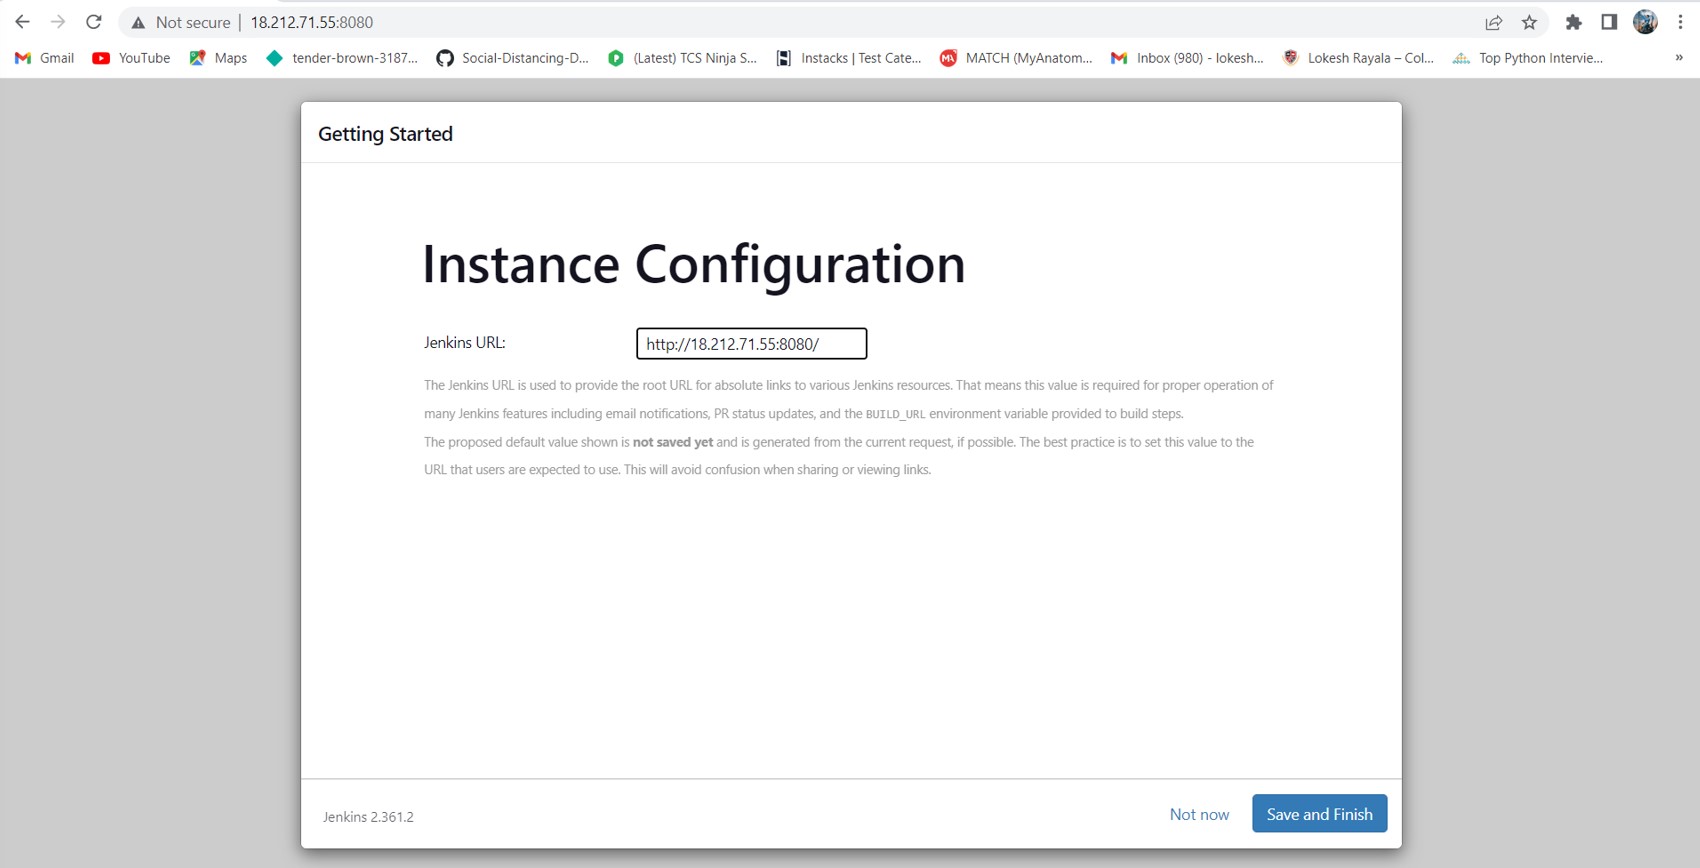 Not secure | 18.212.71.55:8080
Gmail YouTube Maps tender-brown-3187... Social-Distancing-D... (Latest) TCS Ninja S... Instacks | Test Cate... MATCH (MyAnatom... Inbox (980) - lokesh... Lokesh Rayala – Col... Top Python Intervie... »
Getting Started
Instance Configuration
Jenkins URL: http://18.212.71.55:8080/
The Jenkins URL is used to provide the root URL for absolute links to various Jenkins resources. That means this value is required for proper operation of
many Jenkins features including email notifications, PR status updates, and the BUILD_URL environment variable provided to build steps.
The proposed default value shown is not saved yet and is generated from the current request, if possible. The best practice is to set this value to the
URL that users are expected to use. This will avoid confusion when sharing or viewing links.
Jenkins 2.361.2 Not now Save and Finish